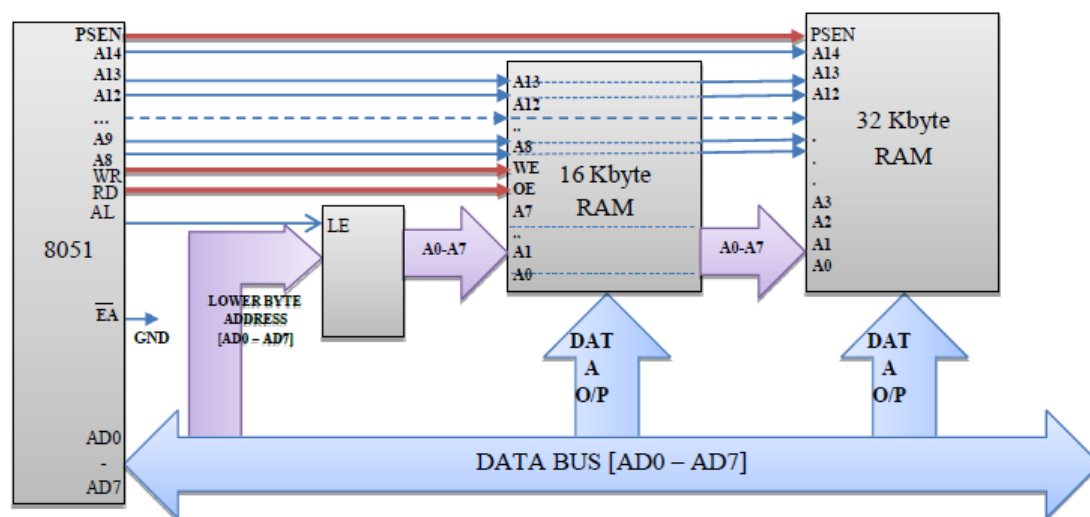 PSEN
A14
A13
A12
...
A9
A8
WR
RD
AL
8051
EA
GND
AD0
-
AD7
LOWER BYTE
ADDRESS
[AD0 – AD7]
LE
A0-A7
A13
A12
..
A8
WE
OE
A7
..
A1
A0
16 Kbyte
RAM
A0-A7
PSEN
A14
A13
A12
.
.
.
A3
A2
A1
A0
32 Kbyte
RAM
DAT
A
O/P
DAT
A
O/P
DATA BUS [AD0 – AD7]